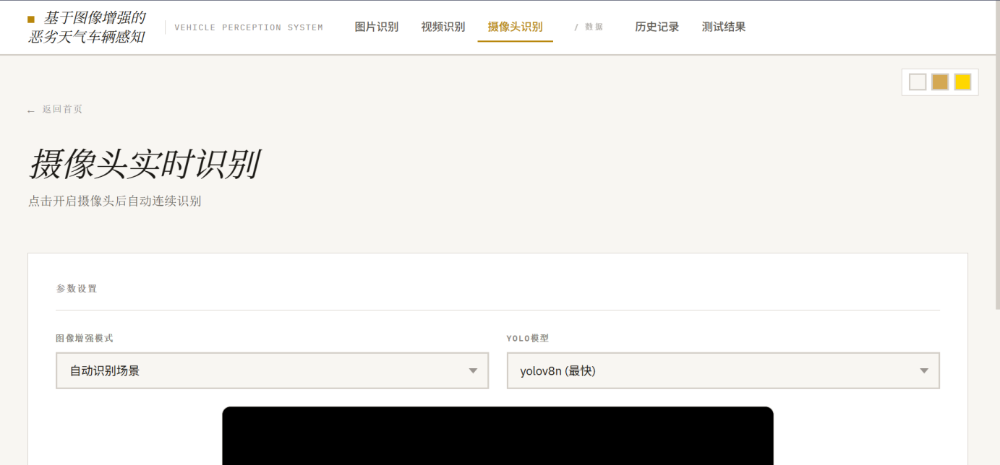 基于图像增强的
恶劣天气车辆感知
VEHICLE PERCEPTION SYSTEM
图片识别
视频识别
摄像头识别
/ 数据
历史记录
测试结果
← 返回首页
摄像头实时识别
点击开启摄像头后自动连续识别
参数设置
图像增强模式
YOLO模型
自动识别场景
yolov8n (最快)